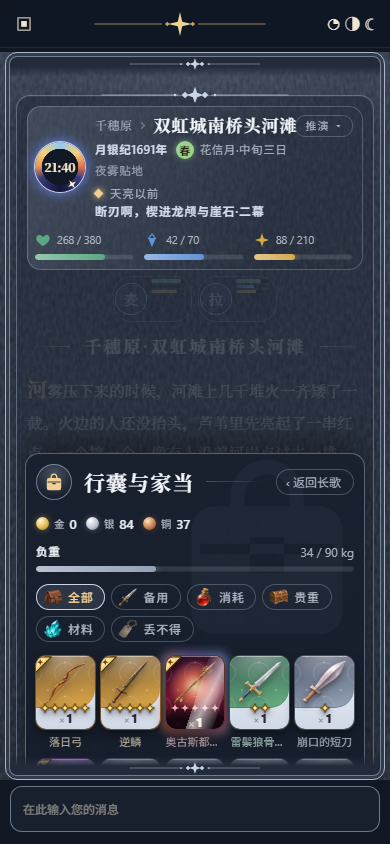 千穗原 › 双虹城南桥头河滩 推演
月银纪1691年 春 花信月·中旬三日
21:40
夜雾贴地
天亮以前
断刃啊，楔进龙颅与崖石·二幕
268 / 380 42 / 70 88 / 210
麦 拉
千穗原·双虹城南桥头河滩
河雾压下来的时候，河滩上几千堆火一齐矮了一
截。火边的人还没抬头，芦苇里先亮起了一串红
行囊与家当 ‹ 返回长歌
金 0 银 84 铜 37
负重 34 / 90 kg
全部 备用 消耗 贵重
材料 丢不得
×1 ×1 ×1 ×1 ×1
落日弓 逆鳞 奥古斯都... 雷鬃狼骨... 崩口的短刀
在此输入您的消息